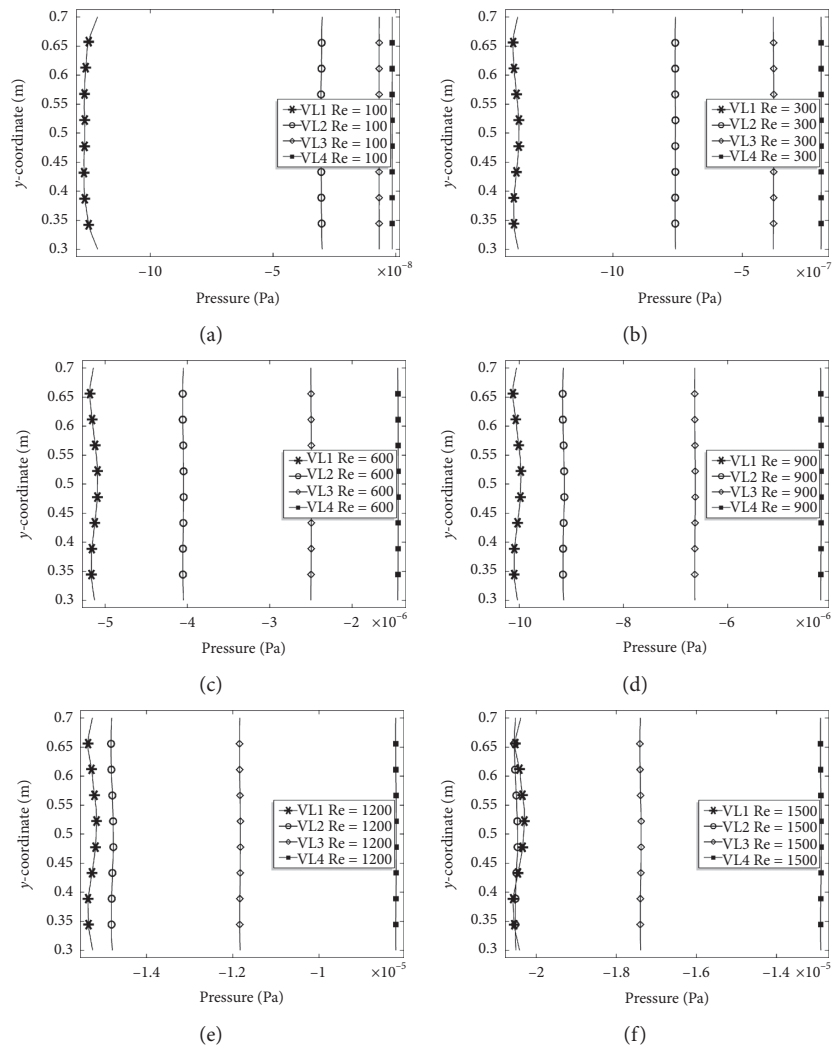 0.7
0.65
0.6
0.55
0.5
0.45
0.4
0.35
0.3
y-coordinate (m)
VL1 Re = 100
VL2 Re = 100
VL3 Re = 100
VL4 Re = 100
–10 –5 0
×10⁻⁸
Pressure (Pa)
(a)
0.7
0.65
0.6
0.55
0.5
0.45
0.4
0.35
0.3
y-coordinate (m)
VL1 Re = 300
VL2 Re = 300
VL3 Re = 300
VL4 Re = 300
–10 –5 ×10⁻⁷
Pressure (Pa)
(b)
0.7
0.65
0.6
0.55
0.5
0.45
0.4
0.35
0.3
y-coordinate (m)
VL1 Re = 600
VL2 Re = 600
VL3 Re = 600
VL4 Re = 600
–5 –4 –3 –2 ×10⁻⁶
Pressure (Pa)
(c)
0.7
0.65
0.6
0.55
0.5
0.45
0.4
0.35
0.3
y-coordinate (m)
VL1 Re = 900
VL2 Re = 900
VL3 Re = 900
VL4 Re = 900
–10 –8 –6 ×10⁻⁶
Pressure (Pa)
(d)
0.7
0.65
0.6
0.55
0.5
0.45
0.4
0.35
0.3
y-coordinate (m)
VL1 Re = 1200
VL2 Re = 1200
VL3 Re = 1200
VL4 Re = 1200
–1.4 –1.2 –1 ×10⁻⁵
Pressure (Pa)
(e)
0.7
0.65
0.6
0.55
0.5
0.45
0.4
0.35
0.3
y-coordinate (m)
VL1 Re = 1500
VL2 Re = 1500
VL3 Re = 1500
VL4 Re = 1500
–2 –1.8 –1.6 –1.4 ×10⁻⁵
Pressure (Pa)
(f)